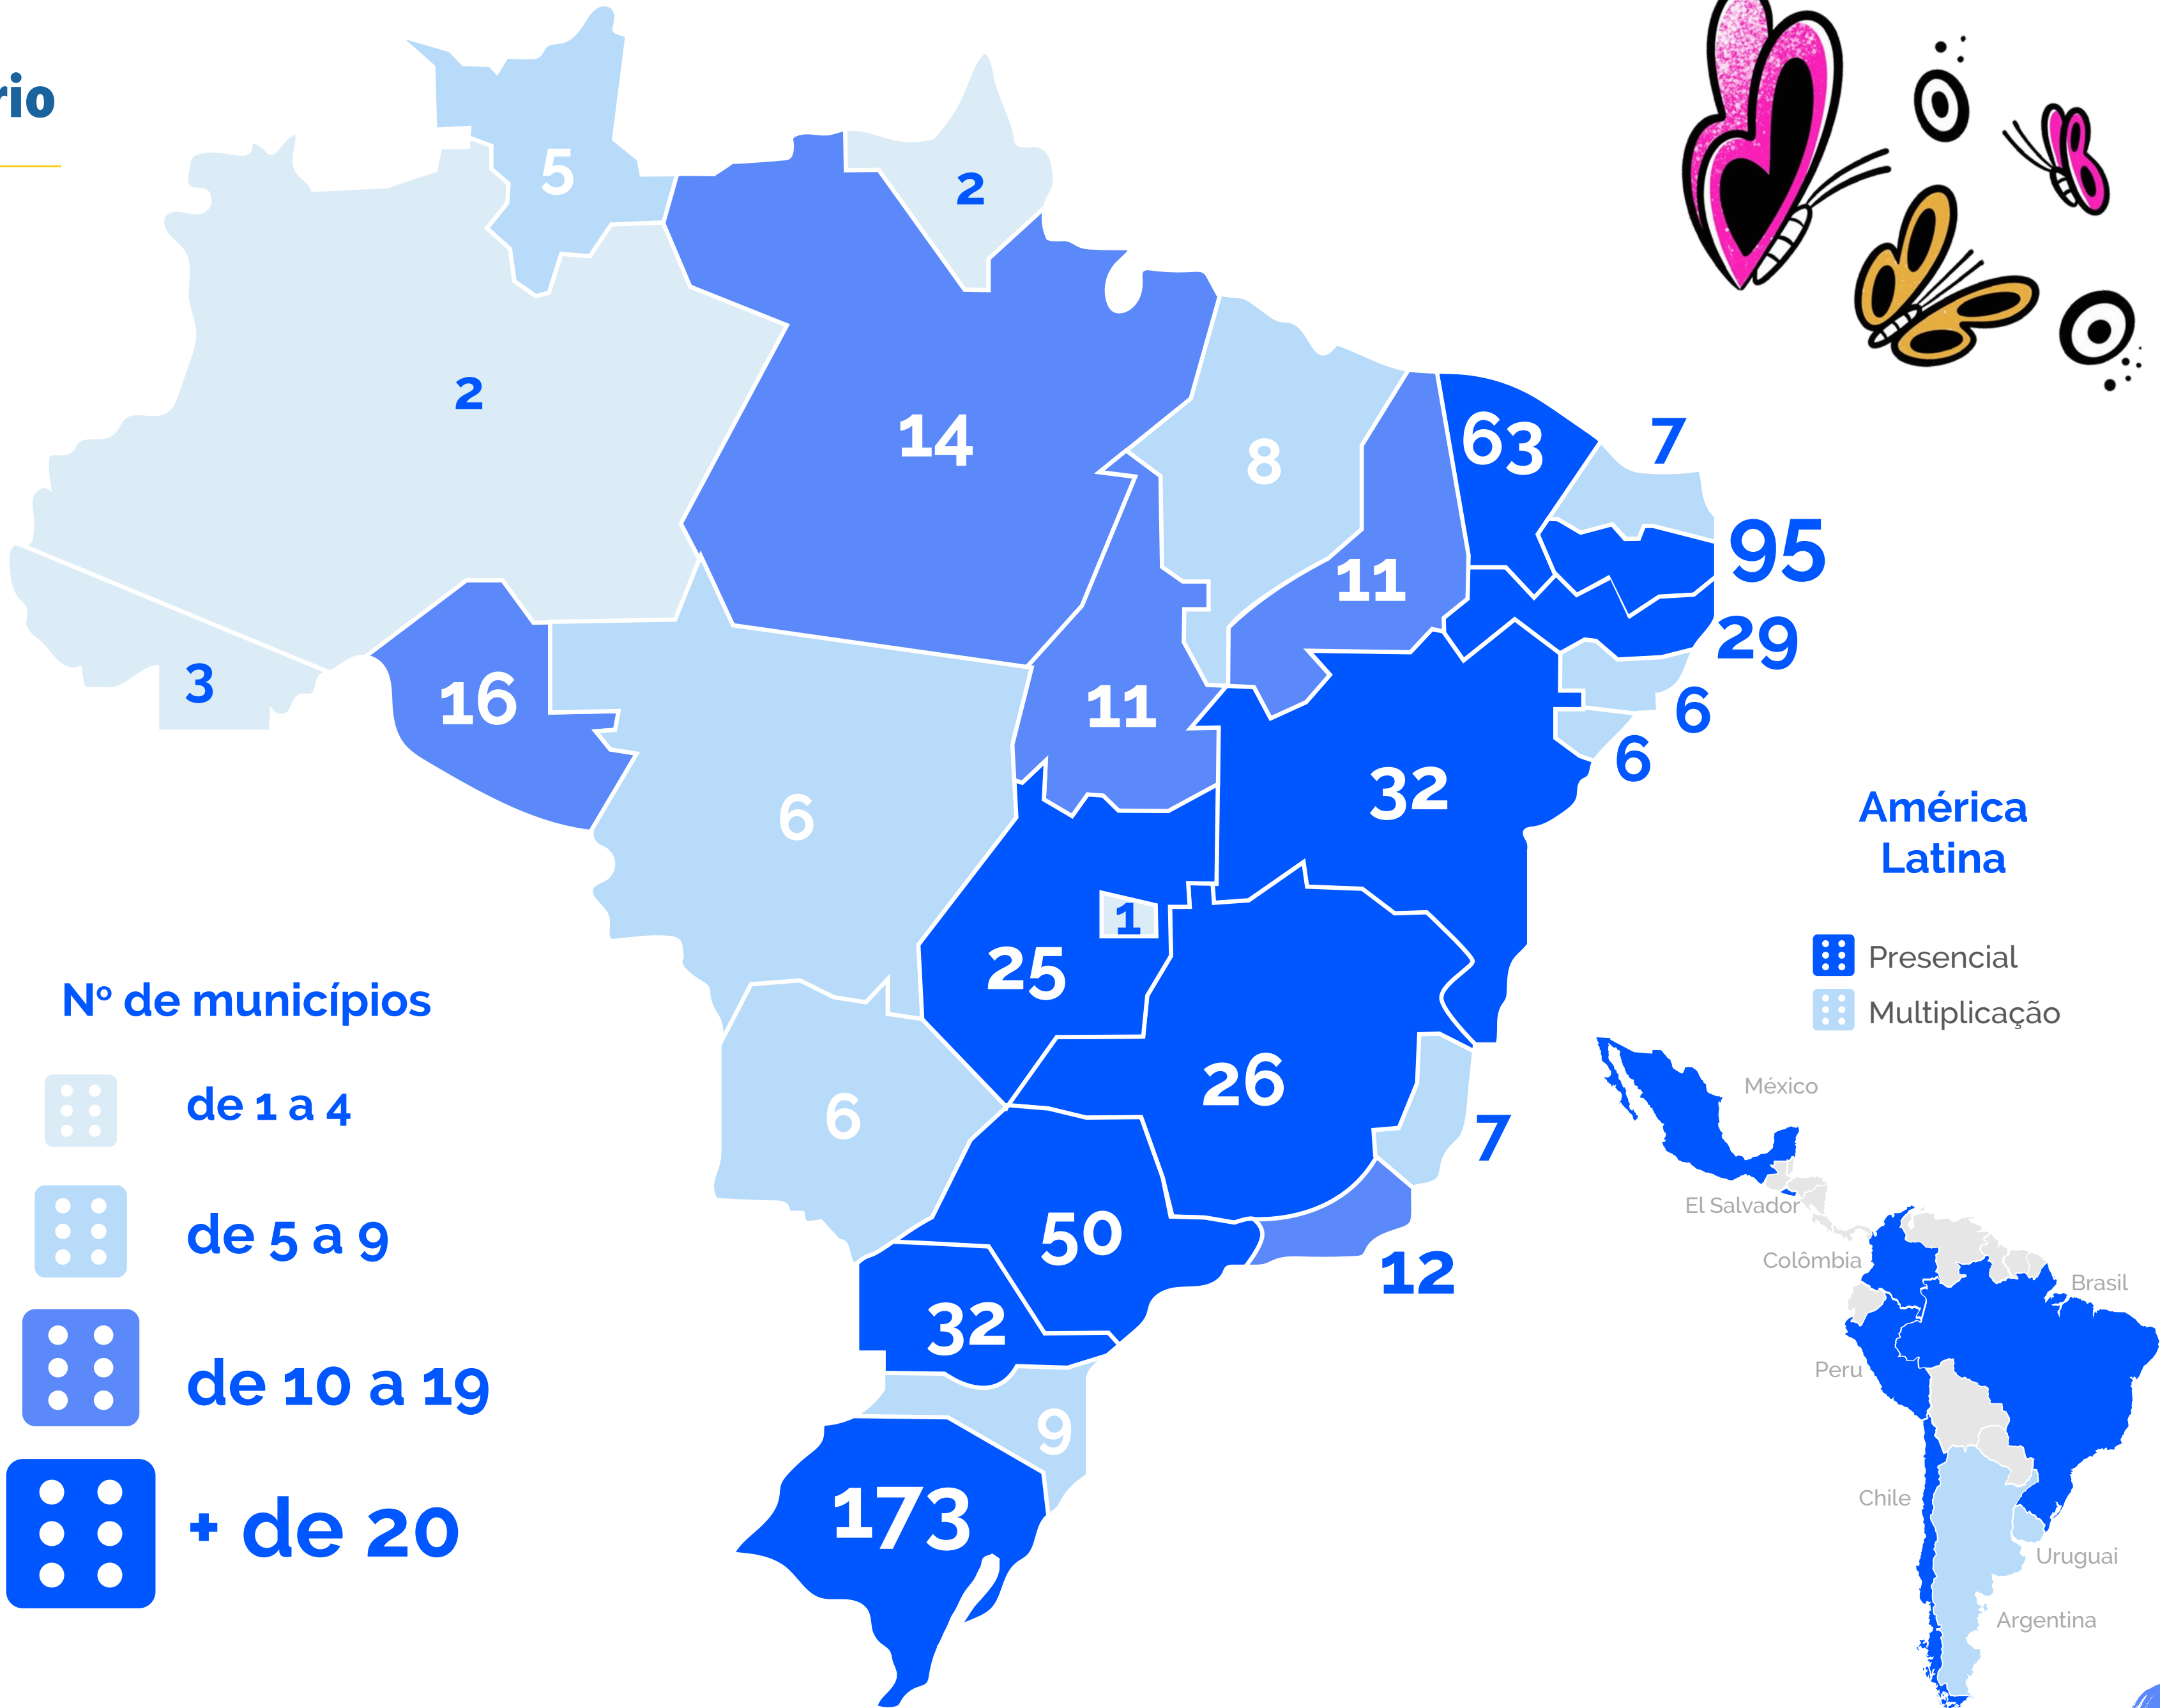 rio
5
2
2
14
8
63
7
95
11
29
3
16
11
6
6
32
6
América
Latina
1
25
Presencial
Nº de municípios
Multiplicação
26
México
de 1 a 4
6
7
El Salvador
de 5 a 9
50
Colômbia
12
Brasil
32
Peru
de 10 a 19
9
Chile
173
+ de 20
Uruguai
Argentina